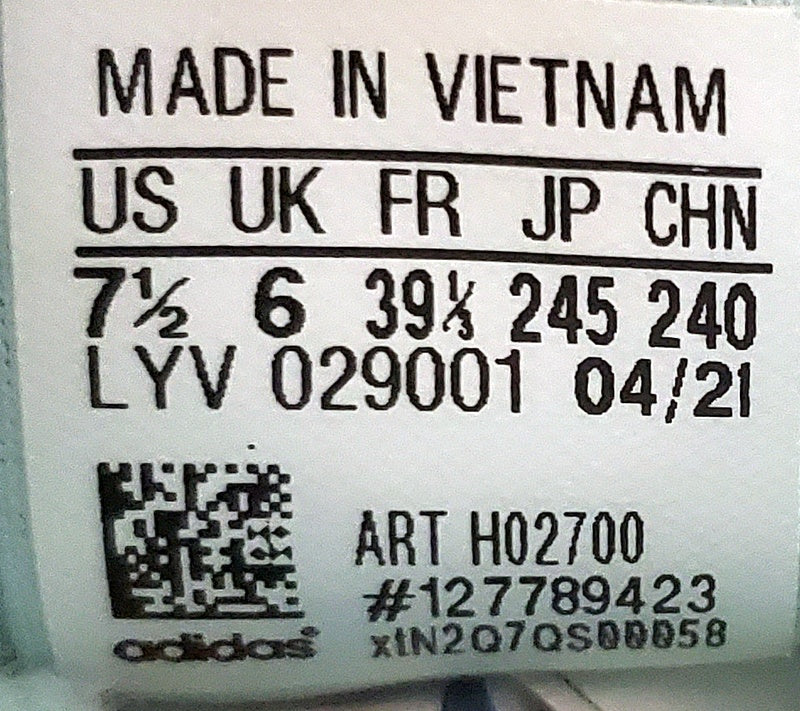 MADE IN VIETNAM
US UK FR JP CHN
7½ 6 39⅓ 245 240
LYV 029001 04/21
ART H02700
#127789423
adidas
xtN2Q7QS00058